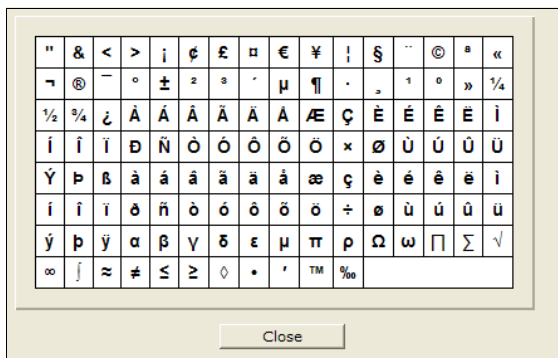 " & < > ¡ ¢ £ ¤ € ¥ ¦ § ¨ © ª «
¬ ® ¯ ° ± ² ³ ´ µ ¶ · ¸ ¹ º » ¼
½ ¾ ¿ À Á Â Ã Ä Å Æ Ç È É Ê Ë Ì
Í Î Ï Ð Ñ Ò Ó Ô Õ Ö × Ø Ù Ú Û Ü
Ý Þ ß à á â ã ä å æ ç è é ê ë ì
í î ï ð ñ ò ó ô õ ö ÷ ø ù ú û ü
ý þ ÿ α β γ δ ε μ π ρ Ω ω ∏ ∑ √
∞ ∫ ≈ ≠ ≤ ≥ ◊ • ′ ™ ‰
Close